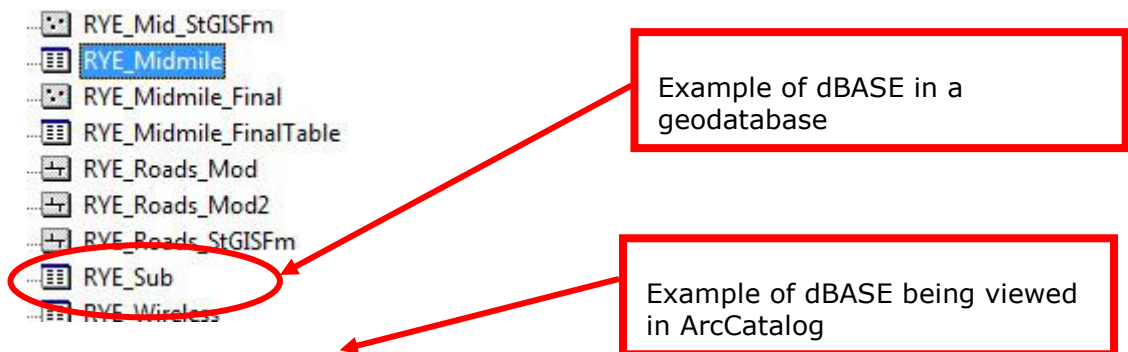 RYE_Mid_StGISFm
RYE_Midmile
RYE_Midmile_Final
RYE_Midmile_FinalTable
RYE_Roads_Mod
RYE_Roads_Mod2
RYE_Roads_StGISFm
RYE_Sub
RYE_Wireless
Example of dBASE in a
geodatabase
Example of dBASE being viewed
in ArcCatalog